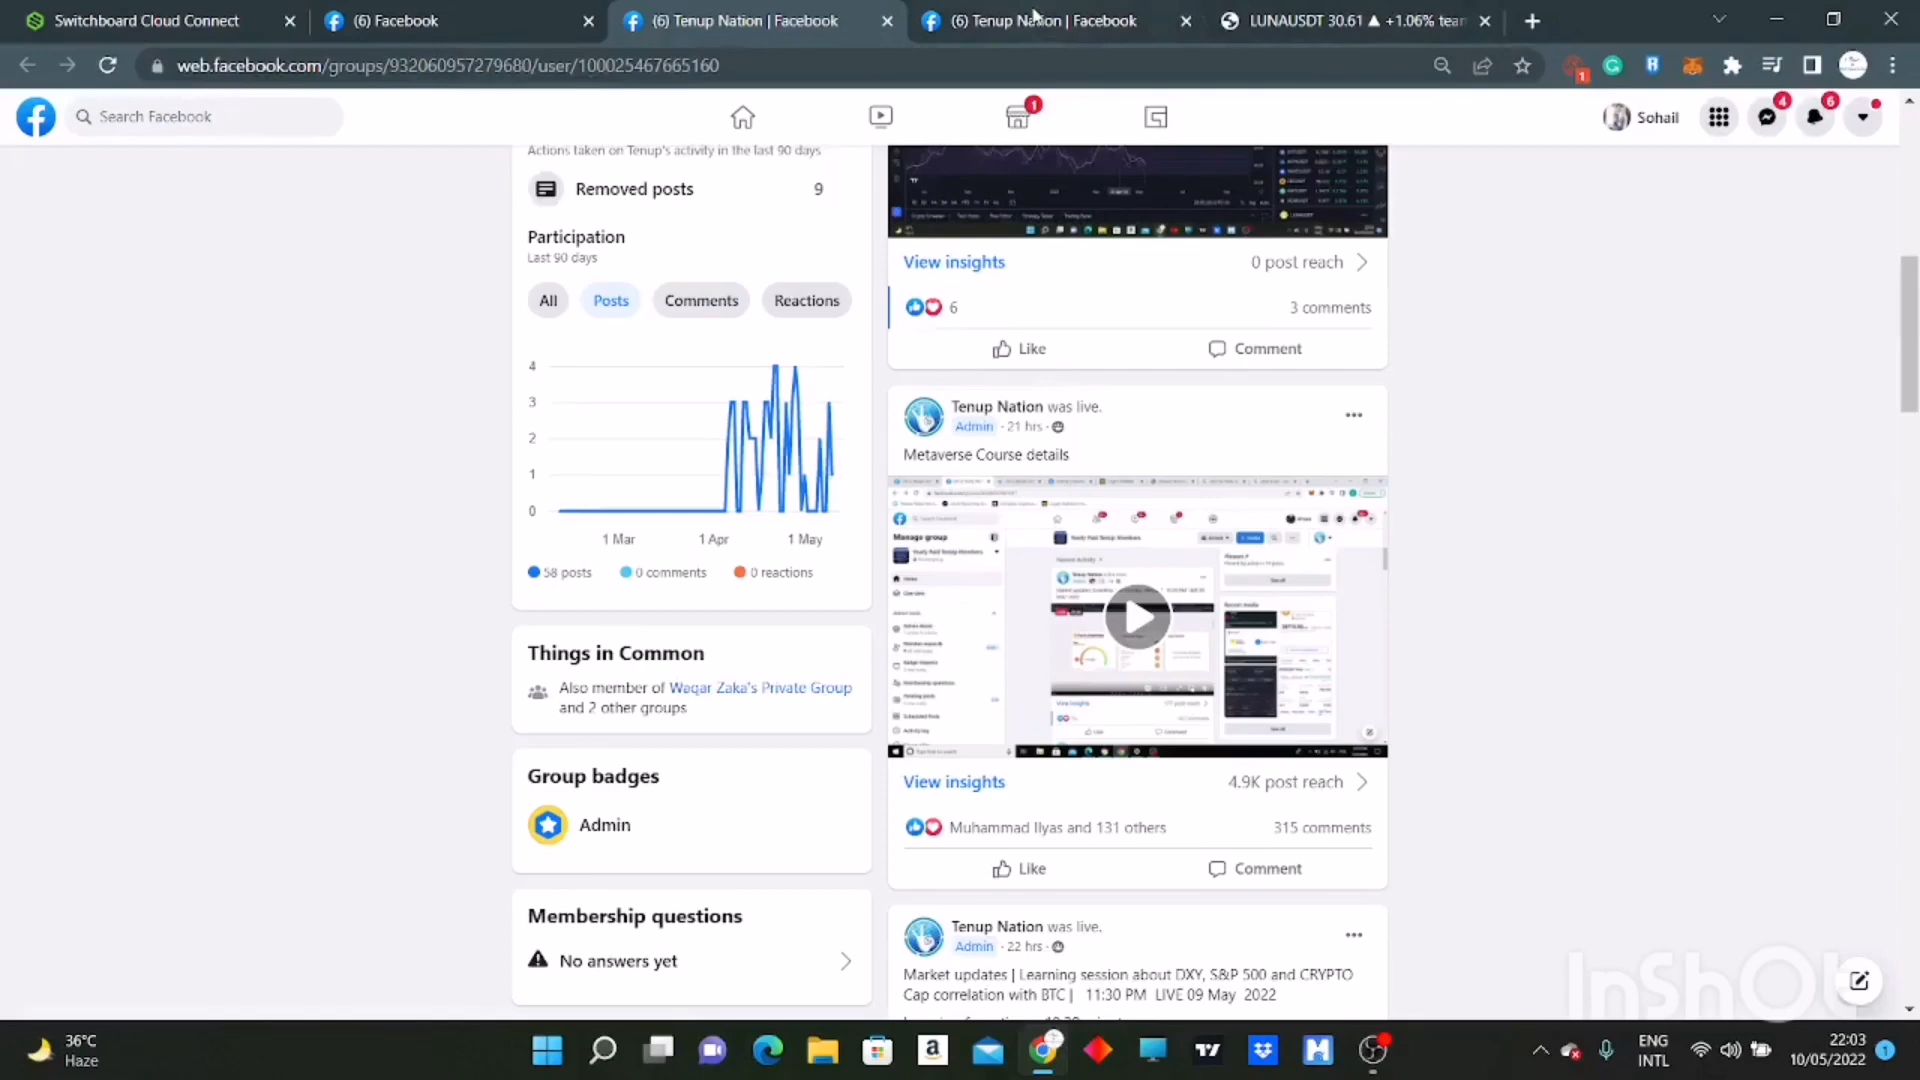 Switchboard Cloud Connect
(6) Facebook
(6) Tenup Nation | Facebook
(6) Tenup Nation | Facebook
LUNAUSDT 30.61 ▲ +1.06%
web.facebook.com/groups/932060957279680/user/100025467665160
1
Search Facebook
1
Sohail
4
6
Actions taken on Tenup's activity in the last 90 days
Removed posts 9
Participation
Last 90 days
All Posts Comments Reactions
4
3
2
1
0
1 Mar 1 Apr 1 May
58 posts 0 comments 0 reactions
Things in Common
Also member of Waqar Zaka's Private Group
and 2 other groups
Group badges
Admin
Membership questions
No answers yet
View insights 0 post reach
6 3 comments
Like Comment
Tenup Nation was live.
Admin · 21 hrs ·
Metaverse Course details
Manage group
View insights 4.9K post reach
Muhammad Ilyas and 131 others 315 comments
Like Comment
Tenup Nation was live.
Admin · 22 hrs ·
Market updates | Learning session about DXY, S&P 500 and CRYPTO
Cap correlation with BTC | 11:30 PM LIVE 09 May 2022
InShOt
36°C
Haze
ENG
INTL
22:03
10/05/2022
1